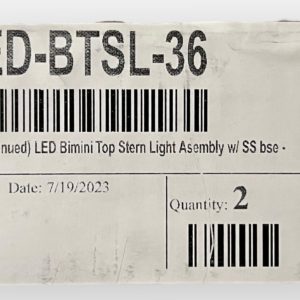 ED-BTSL-36
nued) LED Bimini Top Stern Light Asembly w/ SS bse -
Date: 7/19/2023
Quantity: 2